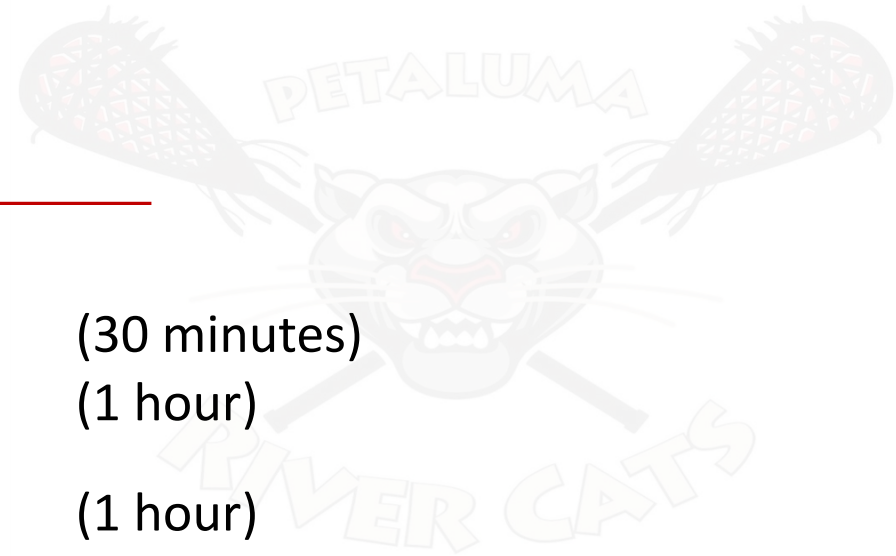 PETALUMA
(30 minutes)
(1 hour)
RIVER CATS
(1 hour)